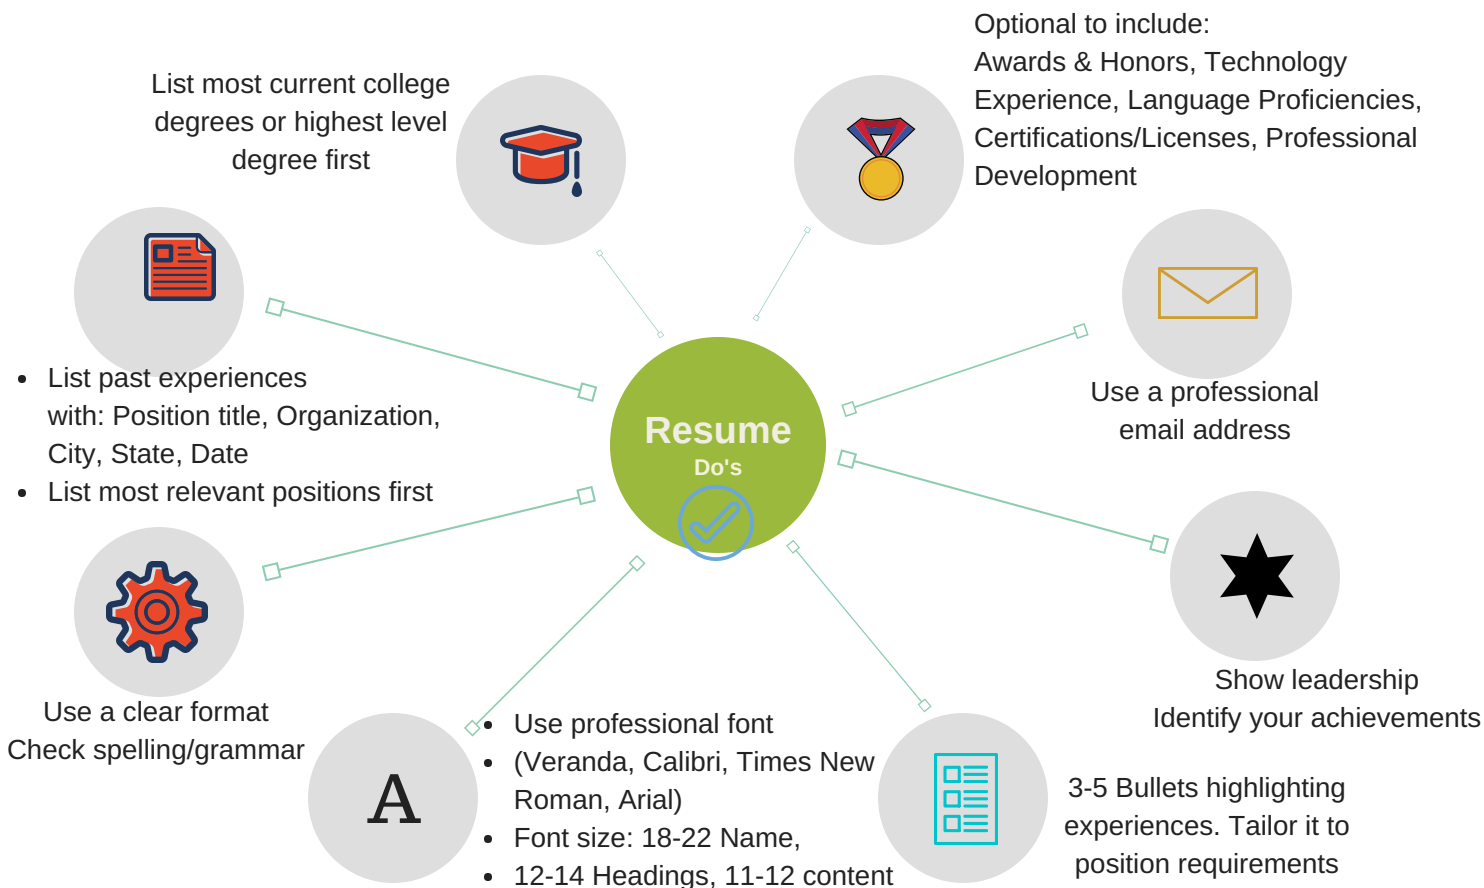 Optional to include:
Awards & Honors, Technology
Experience, Language Proficiencies,
Certifications/Licenses, Professional
Development
List most current college
degrees or highest level
degree first
• List past experiences
with: Position title, Organization,
City, State, Date
• List most relevant positions first
Resume
Do's
Use a professional
email address
Use a clear format
Check spelling/grammar
Show leadership
Identify your achievements
A
• Use professional font
• (Veranda, Calibri, Times New
Roman, Arial)
• Font size: 18-22 Name,
• 12-14 Headings, 11-12 content
3-5 Bullets highlighting
experiences. Tailor it to
position requirements